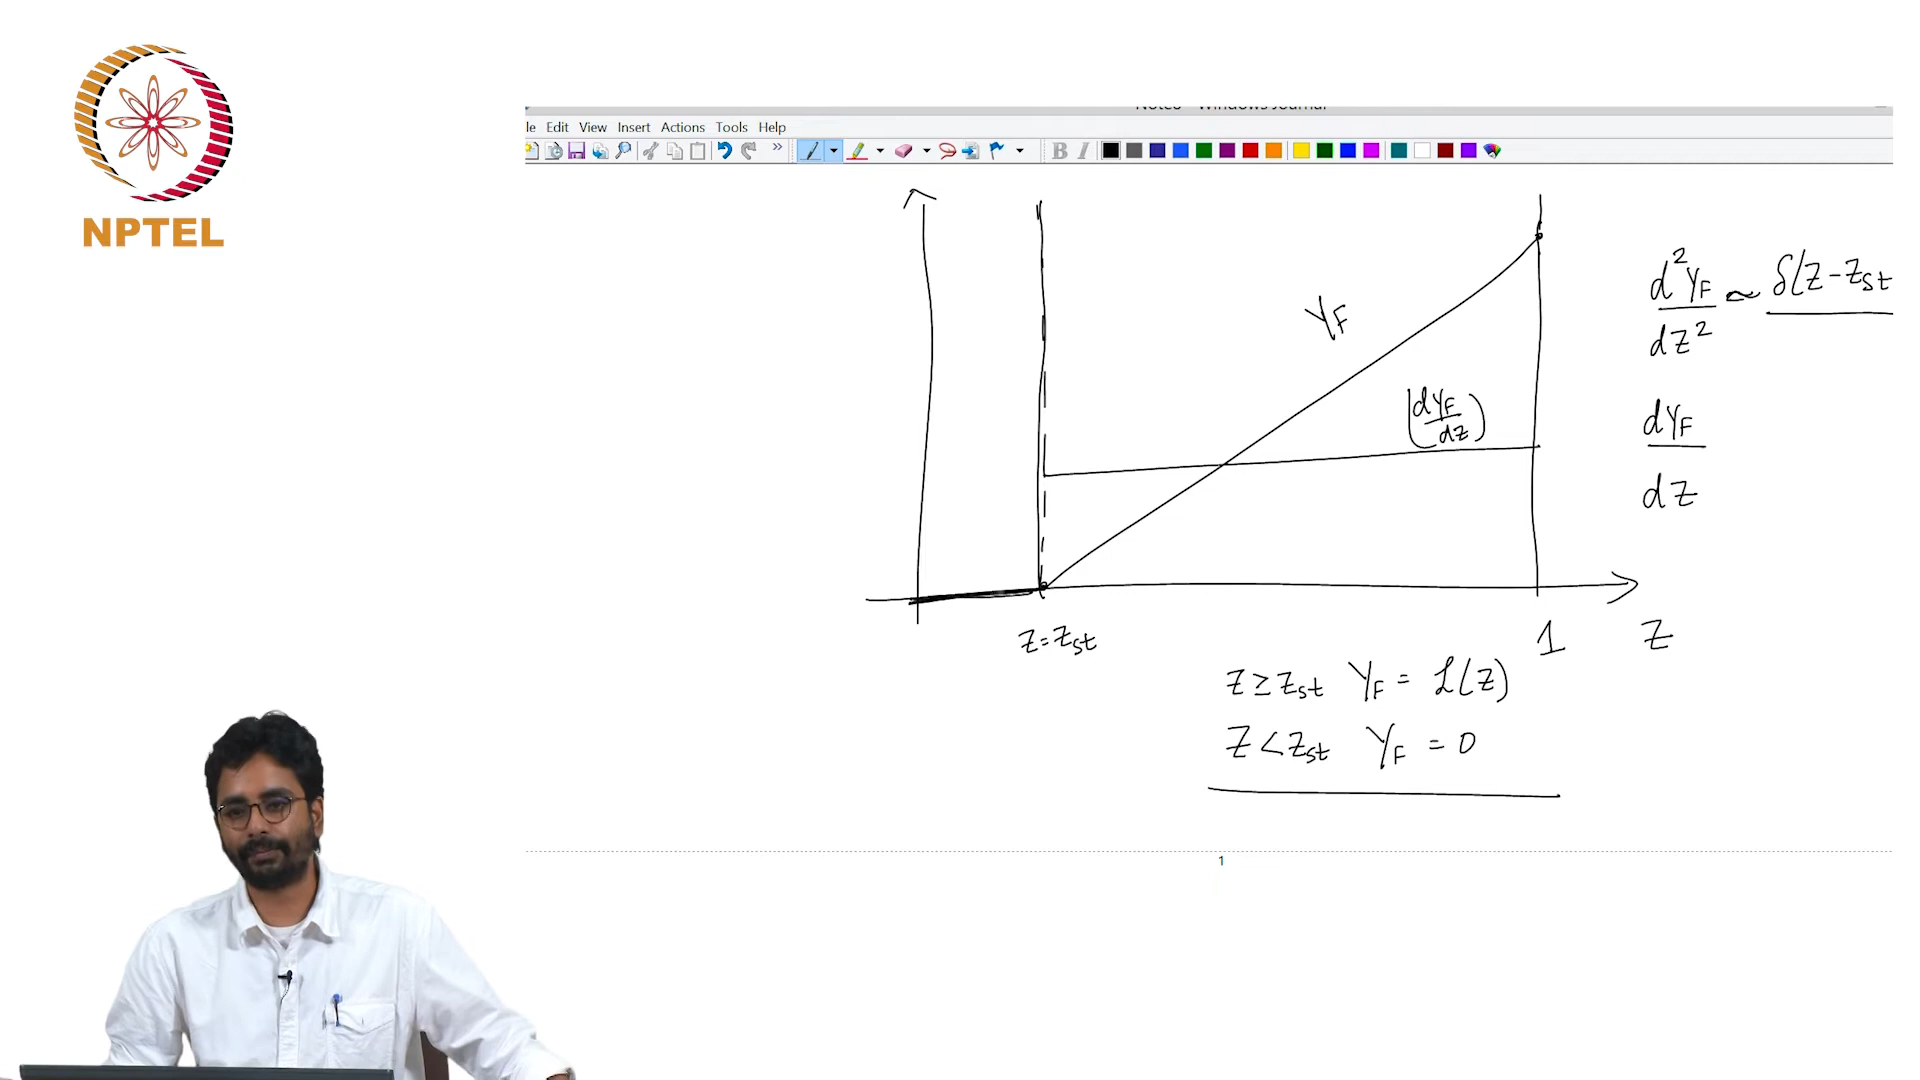 NPTEL
le Edit View Insert Actions Tools Help
B I
Y_F
(dY_F/dZ)
d²Y_F/dZ² ~ δ(Z-Z_st
dY_F/dZ
Z=Z_st
1
Z
Z≥Z_st Y_F = L(Z)
Z<Z_st Y_F = 0
1